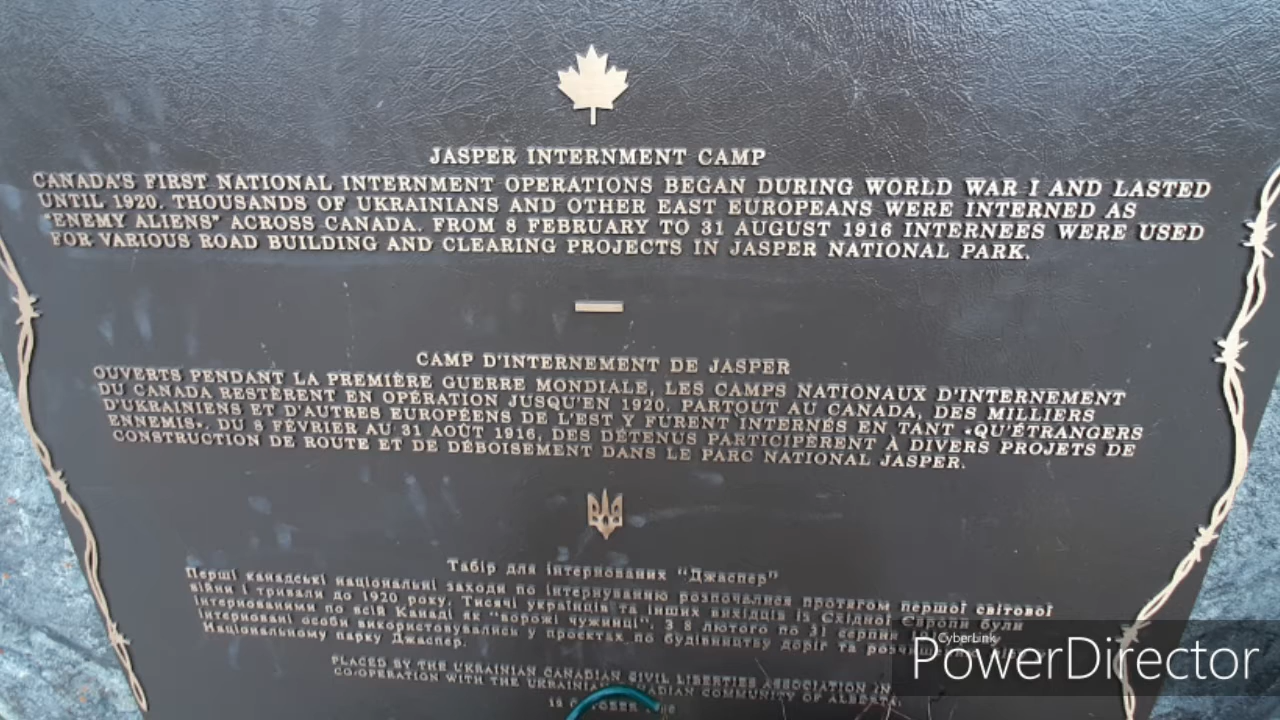 JASPER INTERNMENT CAMP
CANADA'S FIRST NATIONAL INTERNMENT OPERATIONS BEGAN DURING WORLD WAR I AND LASTED
UNTIL 1920. THOUSANDS OF UKRAINIANS AND OTHER EAST EUROPEANS WERE INTERNED AS
"ENEMY ALIENS" ACROSS CANADA. FROM 8 FEBRUARY TO 31 AUGUST 1916 INTERNEES WERE USED
FOR VARIOUS ROAD BUILDING AND CLEARING PROJECTS IN JASPER NATIONAL PARK.
CAMP D'INTERNEMENT DE JASPER
OUVERTS PENDANT LA PREMIÈRE GUERRE MONDIALE, LES CAMPS NATIONAUX D'INTERNEMENT
DU CANADA RESTÈRENT EN OPÉRATION JUSQU'EN 1920. PARTOUT AU CANADA, DES MILLIERS
D'UKRAINIENS ET D'AUTRES EUROPÉENS DE L'EST Y FURENT INTERNÉS EN TANT «QU'ÉTRANGERS
ENNEMIS». DU 8 FÉVRIER AU 31 AOÛT 1916, DES DÉTENUS PARTICIPÈRENT À DIVERS PROJETS DE
CONSTRUCTION DE ROUTE ET DE DÉBOISEMENT DANS LE PARC NATIONAL JASPER.
Табір для інтернованих "Джаспер"
Перші канадські національні заходи по інтернуванню розпочалися протягом першої світової
війни і тривали до 1920 року. Тисячі українців та інших вихідців із Східної Європи були
інтернованими по всій Канаді як "ворожі чужинці". З 8 лютого по 31 серпня
інтерновані особи використовувались у проектах по будівництву доріг та
Національному парку Джаспер.
PLACED BY THE UKRAINIAN CANADIAN CIVIL LIBERTIES ASSOCIATION IN
CO-OPERATION WITH THE UKRAINIAN CANADIAN COMMUNITY OF ALBERTA.
CyberLink
PowerDirector